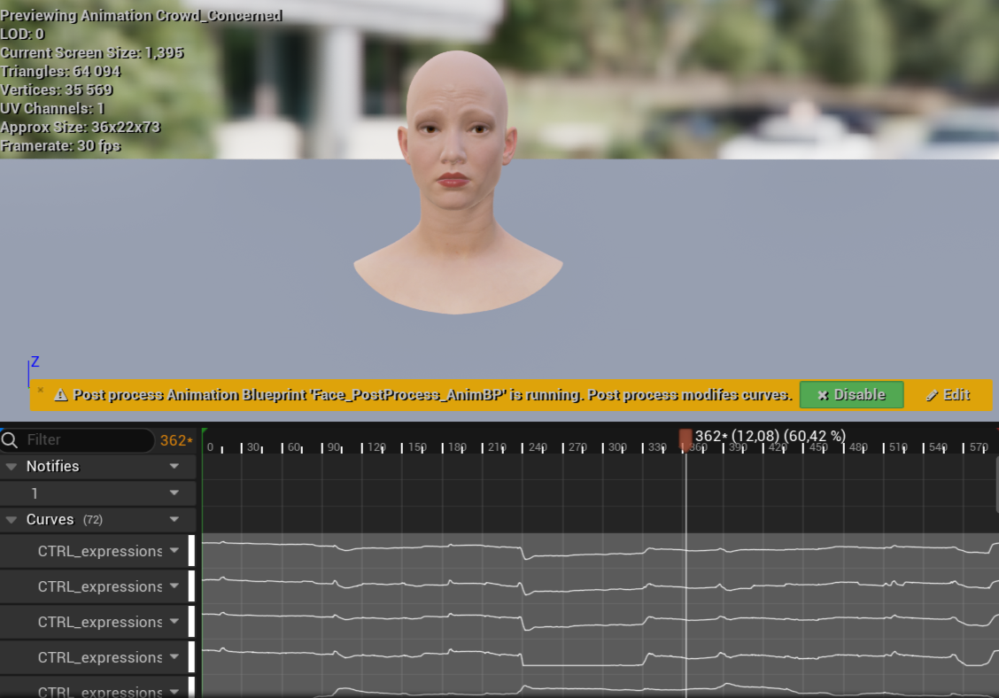 Previewing Animation Crowd_Concerned
LOD: 0
Current Screen Size: 1,395
Triangles: 64 094
Vertices: 35 569
UV Channels: 1
Approx Size: 36x22x73
Framerate: 30 fps
Z
Post process Animation Blueprint 'Face_PostProcess_AnimBP' is running. Post process modifes curves. Disable Edit
Filter 362* 362* (12,08) (60,42 %)
0 30 60 90 120 150 180 210 240 270 300 330 360 390 420 450 480 510 540 570
Notifies
1
Curves (72)
CTRL_expressions
CTRL_expressions
CTRL_expressions
CTRL_expressions
CTRL_expressions